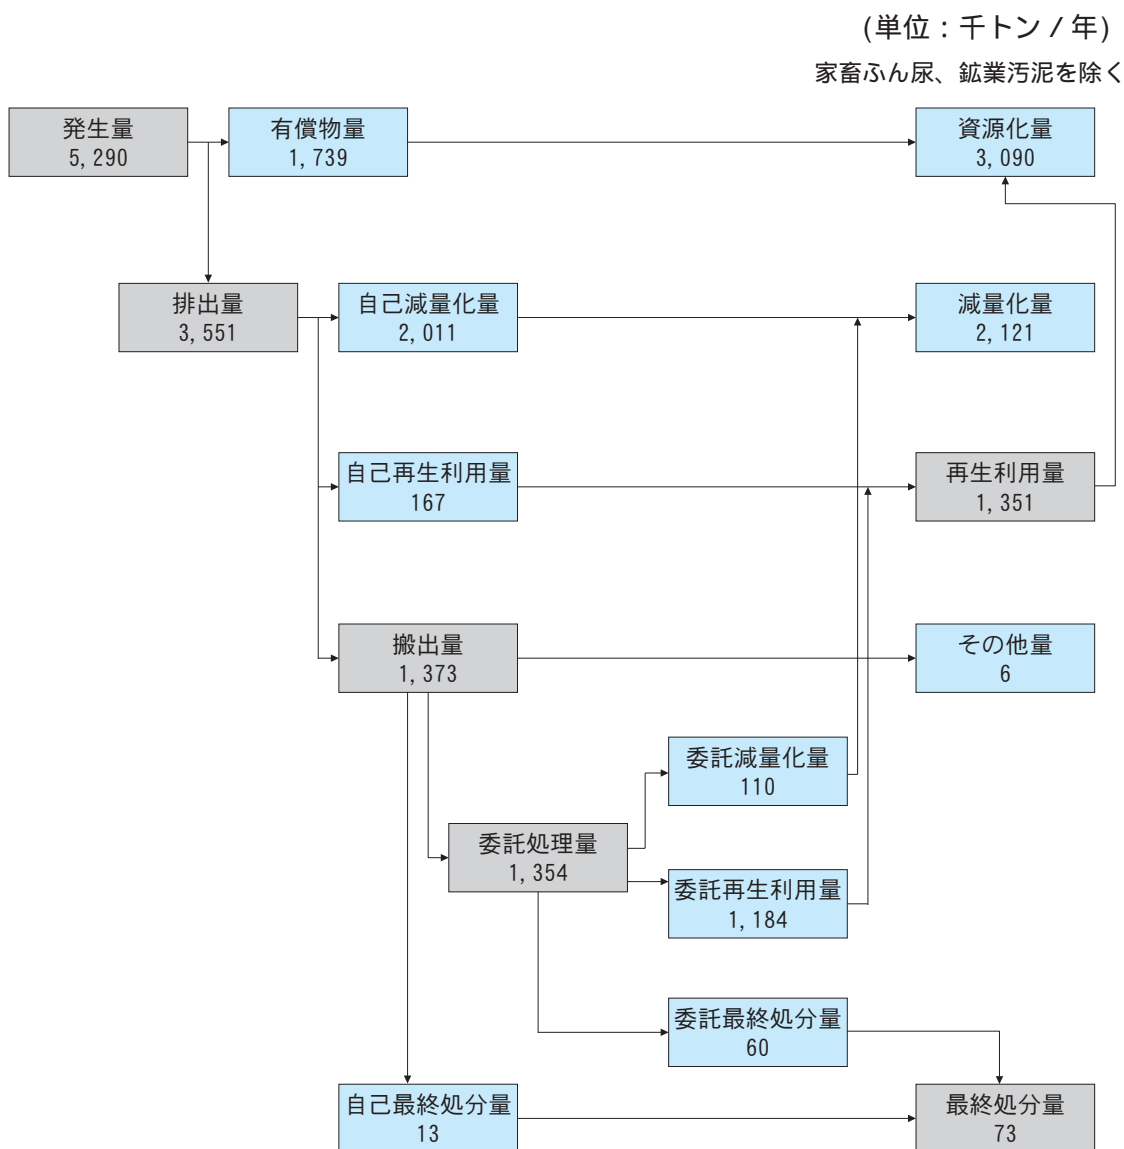 (単位：千トン / 年)
家畜ふん尿、鉱業汚泥を除く
発生量
5, 290
有償物量
1, 739
資源化量
3, 090
排出量
3, 551
自己減量化量
2, 011
減量化量
2, 121
自己再生利用量
167
再生利用量
1, 351
搬出量
1, 373
その他量
6
委託減量化量
110
委託処理量
1, 354
委託再生利用量
1, 184
委託最終処分量
60
自己最終処分量
13
最終処分量
73